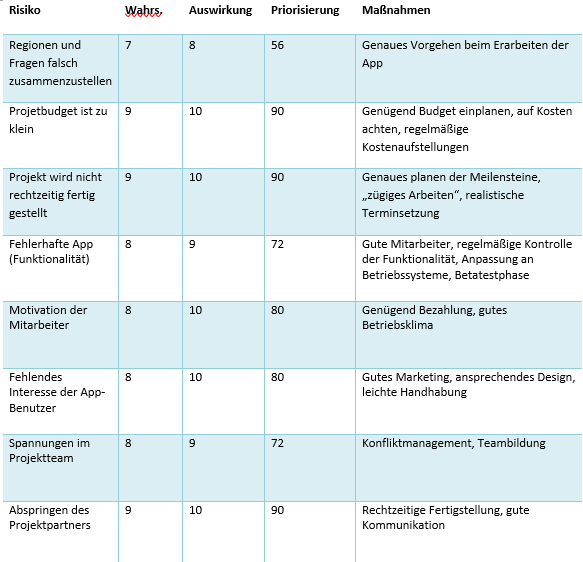 Risiko Wahrs. Auswirkung Priorisierung Maßnahmen
Regionen und 7 8 56 Genaues Vorgehen beim Erarbeiten der
Fragen falsch App
zusammenzustellen
Projetbudget ist zu 9 10 90 Genügend Budget einplanen, auf Kosten
klein achten, regelmäßige
Kostenaufstellungen
Projekt wird nicht 9 10 90 Genaues planen der Meilensteine,
rechtzeitig fertig „zügiges Arbeiten“, realistische
gestellt Terminsetzung
Fehlerhafte App 8 9 72 Gute Mitarbeiter, regelmäßige Kontrolle
(Funktionalität) der Funktionalität, Anpassung an
Betriebssysteme, Betatestphase
Motivation der 8 10 80 Genügend Bezahlung, gutes
Mitarbeiter Betriebsklima
Fehlendes 8 10 80 Gutes Marketing, ansprechendes Design,
Interesse der App- leichte Handhabung
Benutzer
Spannungen im 8 9 72 Konfliktmanagement, Teambildung
Projektteam
Abspringen des 9 10 90 Rechtzeitige Fertigstellung, gute
Projektpartners Kommunikation